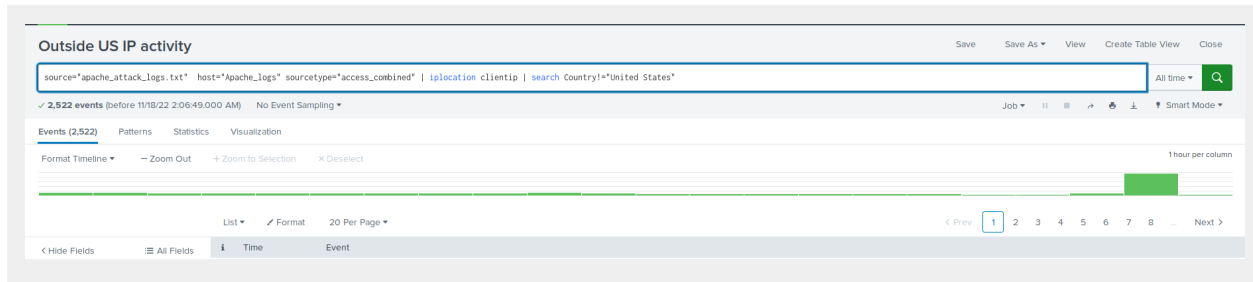 Outside US IP activity
Save Save As ▾ View Create Table View Close
source="apache_attack_logs.txt" host="Apache_logs" sourcetype="access_combined" | iplocation clientip | search Country!="United States"
All time ▾
✓ 2,522 events (before 11/18/22 2:06:49.000 AM) No Event Sampling ▾
Job ▾ Smart Mode ▾
Events (2,522) Patterns Statistics Visualization
Format Timeline ▾ — Zoom Out + Zoom to Selection × Deselect
1 hour per column
List ▾ Format 20 Per Page ▾
< Prev 1 2 3 4 5 6 7 8 ... Next >
< Hide Fields All Fields i Time Event